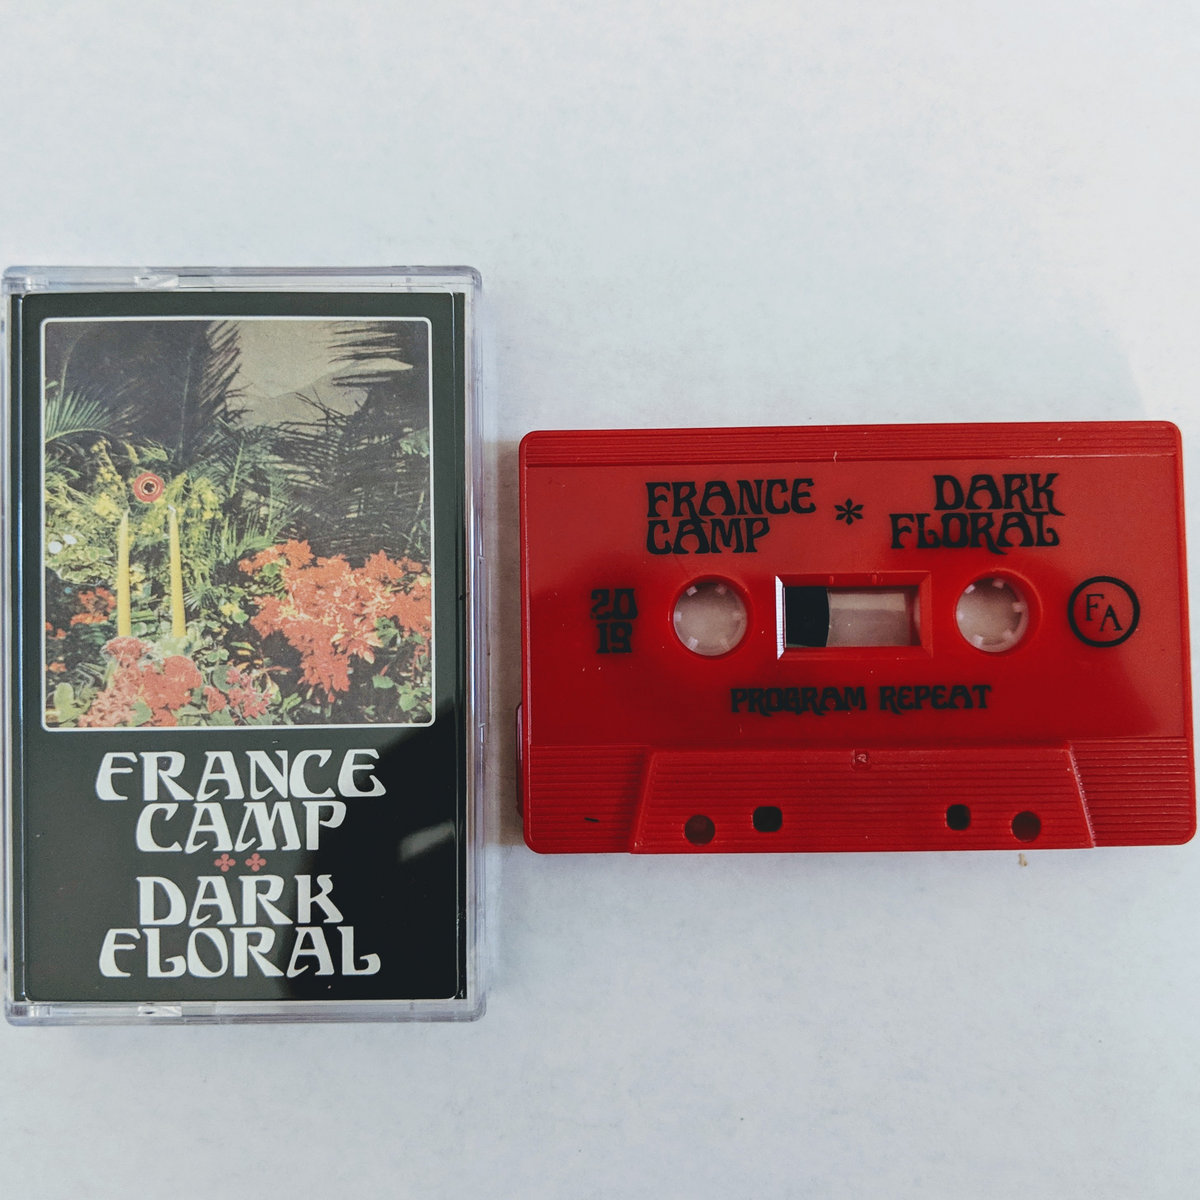 FRANCE
CAMP
DARK
FLORAL
FRANCE
CAMP
*
DARK
FLORAL
20
19
FA
PROGRAM REPEAT